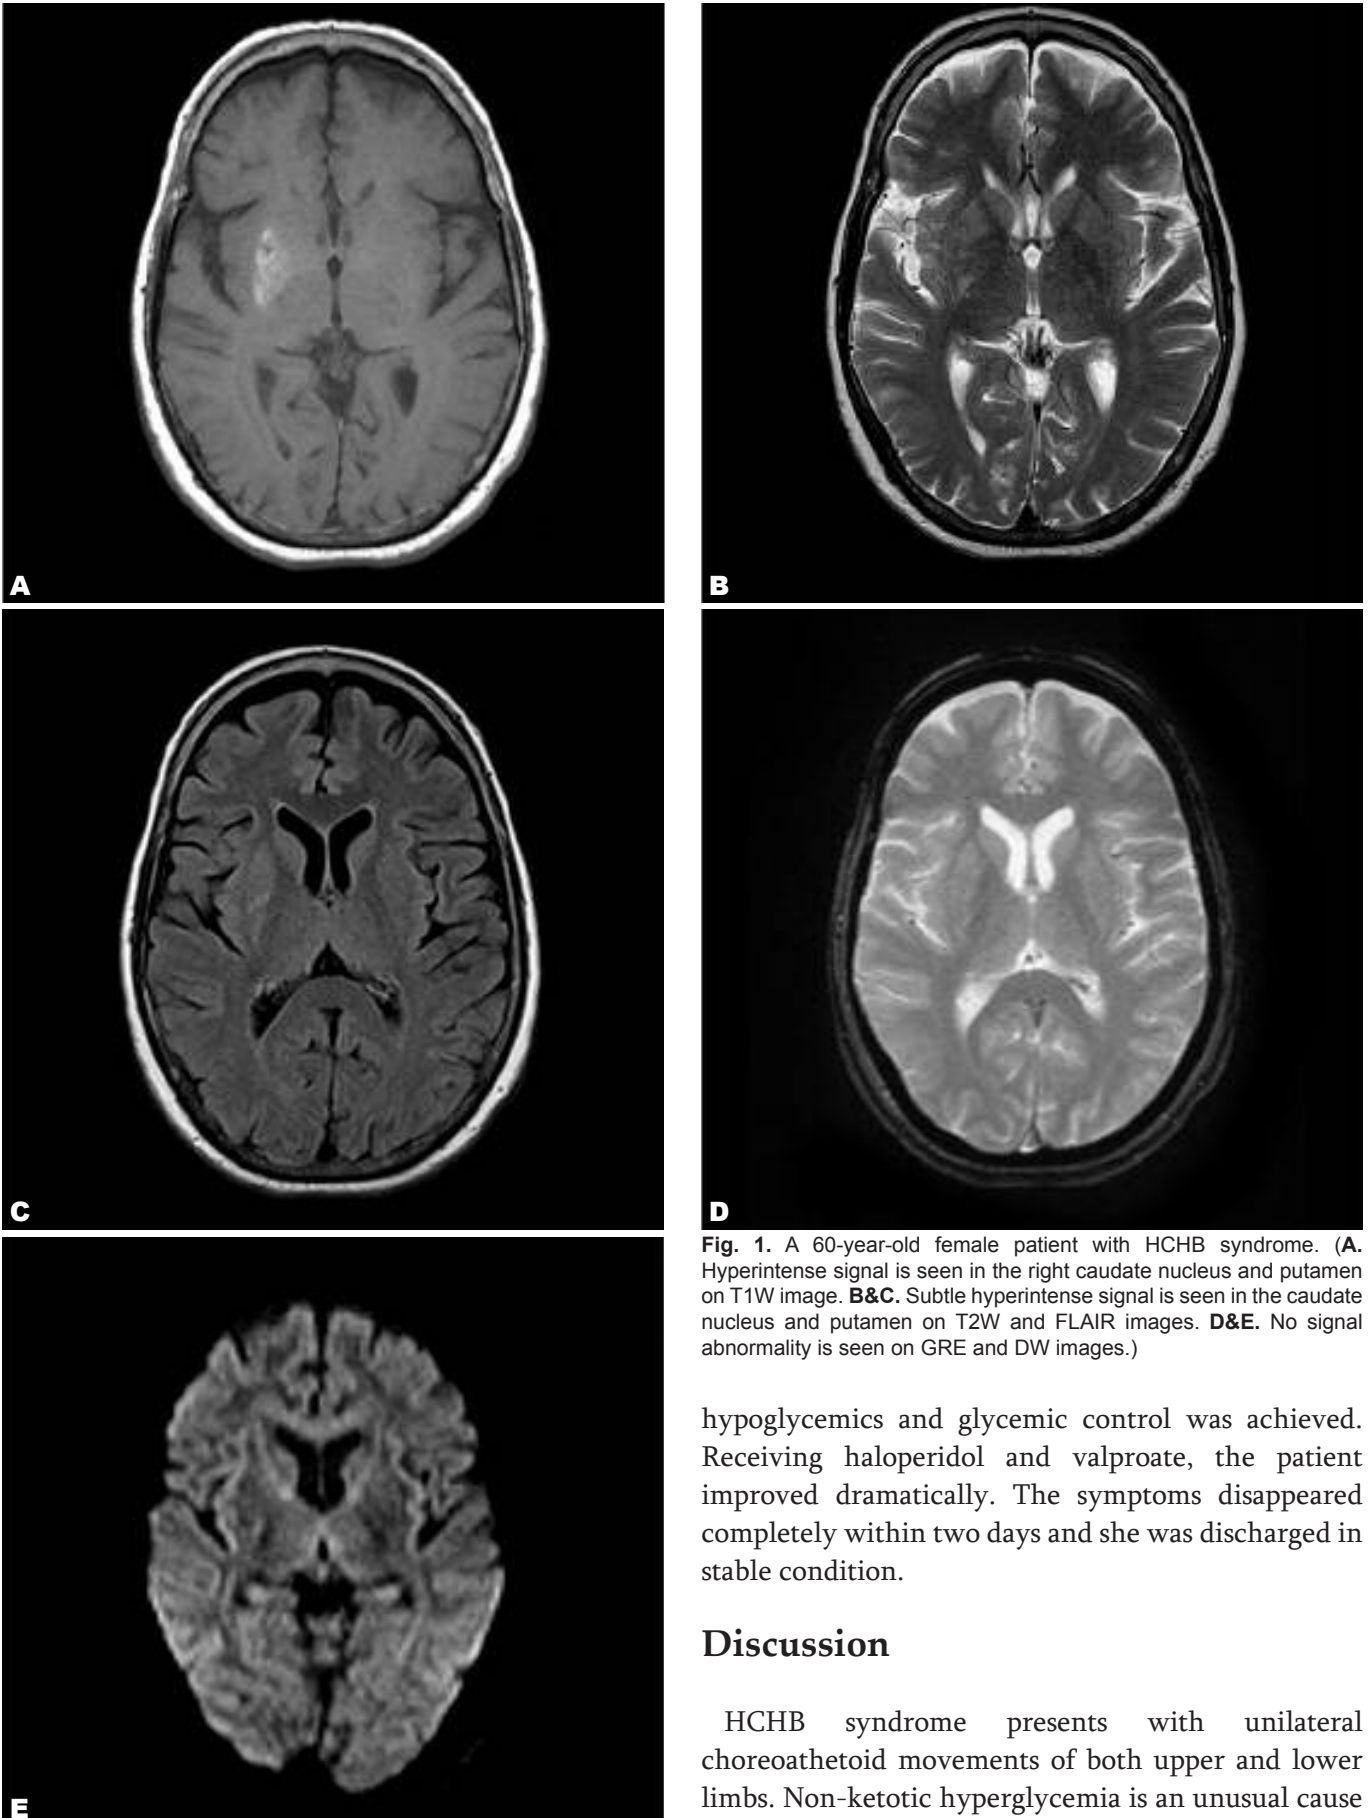 A
B
C
D
E
Fig. 1. A 60-year-old female patient with HCHB syndrome. (A.
Hyperintense signal is seen in the right caudate nucleus and putamen
on T1W image. B&C. Subtle hyperintense signal is seen in the caudate
nucleus and putamen on T2W and FLAIR images. D&E. No signal
abnormality is seen on GRE and DW images.)
hypoglycemics and glycemic control was achieved.
Receiving haloperidol and valproate, the patient
improved dramatically. The symptoms disappeared
completely within two days and she was discharged in
stable condition.
Discussion
HCHB syndrome presents with unilateral
choreoathetoid movements of both upper and lower
limbs. Non-ketotic hyperglycemia is an unusual cause